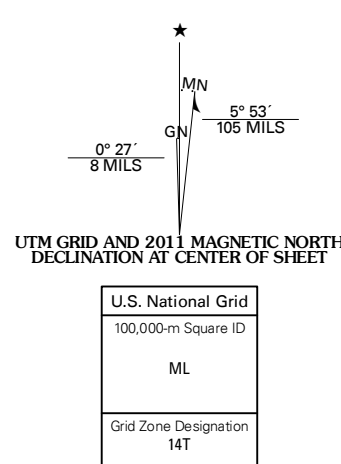 ★
MN
5° 53´
105 MILS
GN
0° 27´
8 MILS
UTM GRID AND 2011 MAGNETIC NORTH
DECLINATION AT CENTER OF SHEET
U.S. National Grid
100,000-m Square ID
ML
Grid Zone Designation
14T